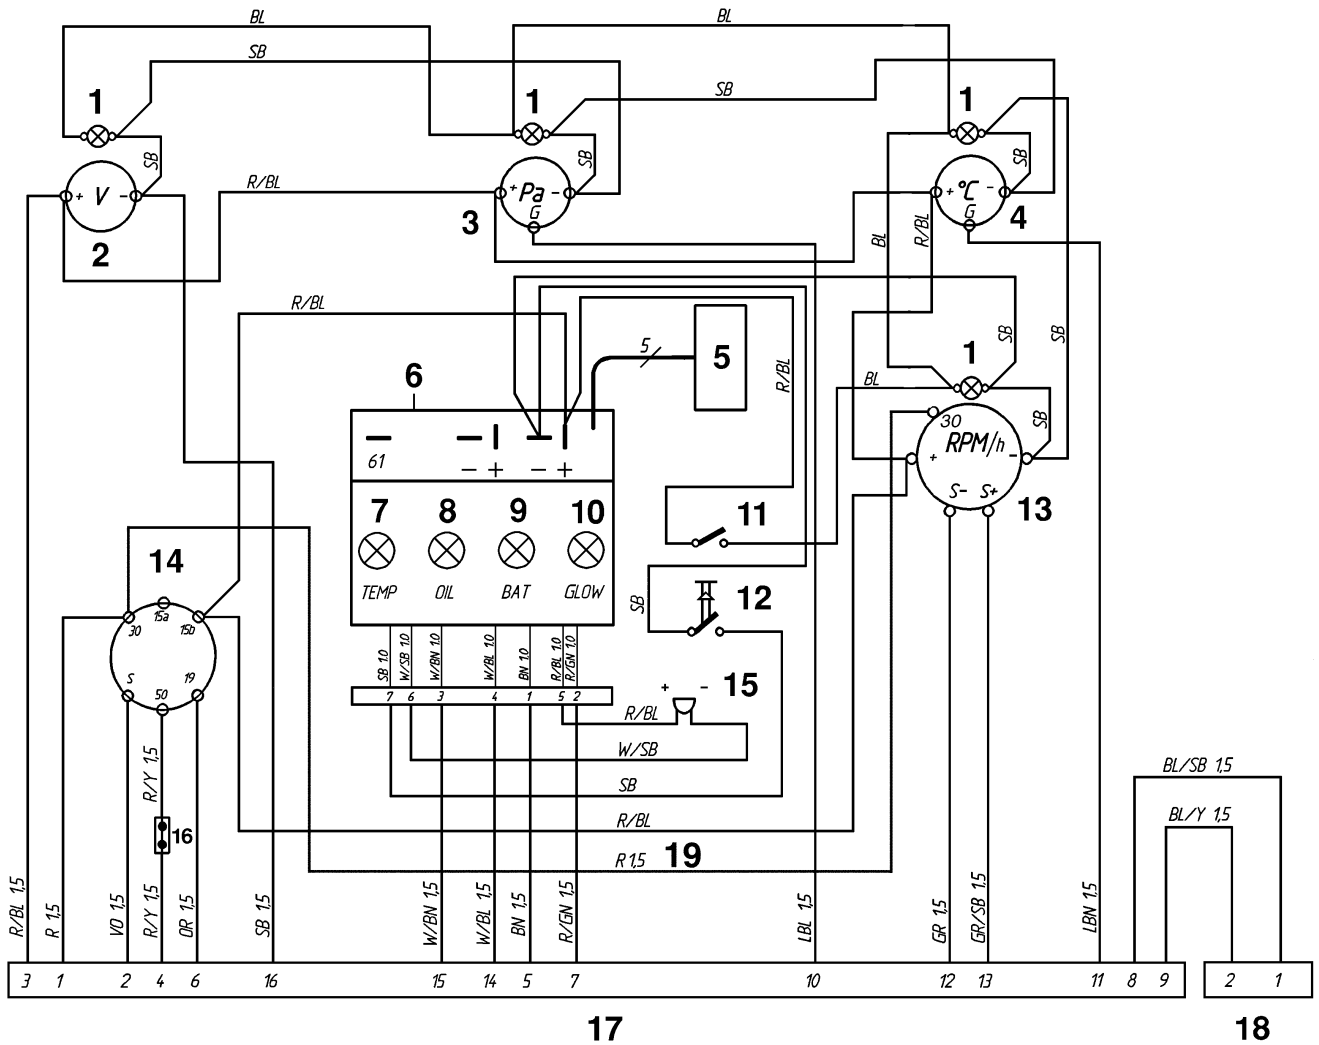 BL
BL
SB
SB
1
1
1
SB
SB
SB
+ V -
+ Pa -
G
+ °C -
G
R/BL
2
3
4
BL
R/BL
R/BL
5
5
R/BL
SB
SB
1
6
BL
SB
30
RPM/h
+ -
S- S+
13
61
- + - +
7 8 9 10
TEMP OIL BAT GLOW
11
12
SB
14
30 15a 15b
S 50 19
SB 1.0
W/SB 1.0
W/BN 1.0
W/BL 1.0
BN 1.0
R/BL 1.0
R/GN 1.0
7 6 3 4 1 5 2
+ - 15
R/BL
W/SB
SB
R/Y 1,5
16
R/BL
R 1,5
19
BL/SB 1,5
BL/Y 1,5
R/BL 1,5
R 1,5
VO 1,5
R/Y 1,5
OR 1,5
SB 1,5
W/BN 1,5
W/BL 1,5
BN 1,5
R/GN 1,5
LBL 1,5
GR 1,5
GR/SB 1,5
LBN 1,5
3 1 2 4 6 16 15 14 5 7 10 12 13 11 8 9
2 1
17
18